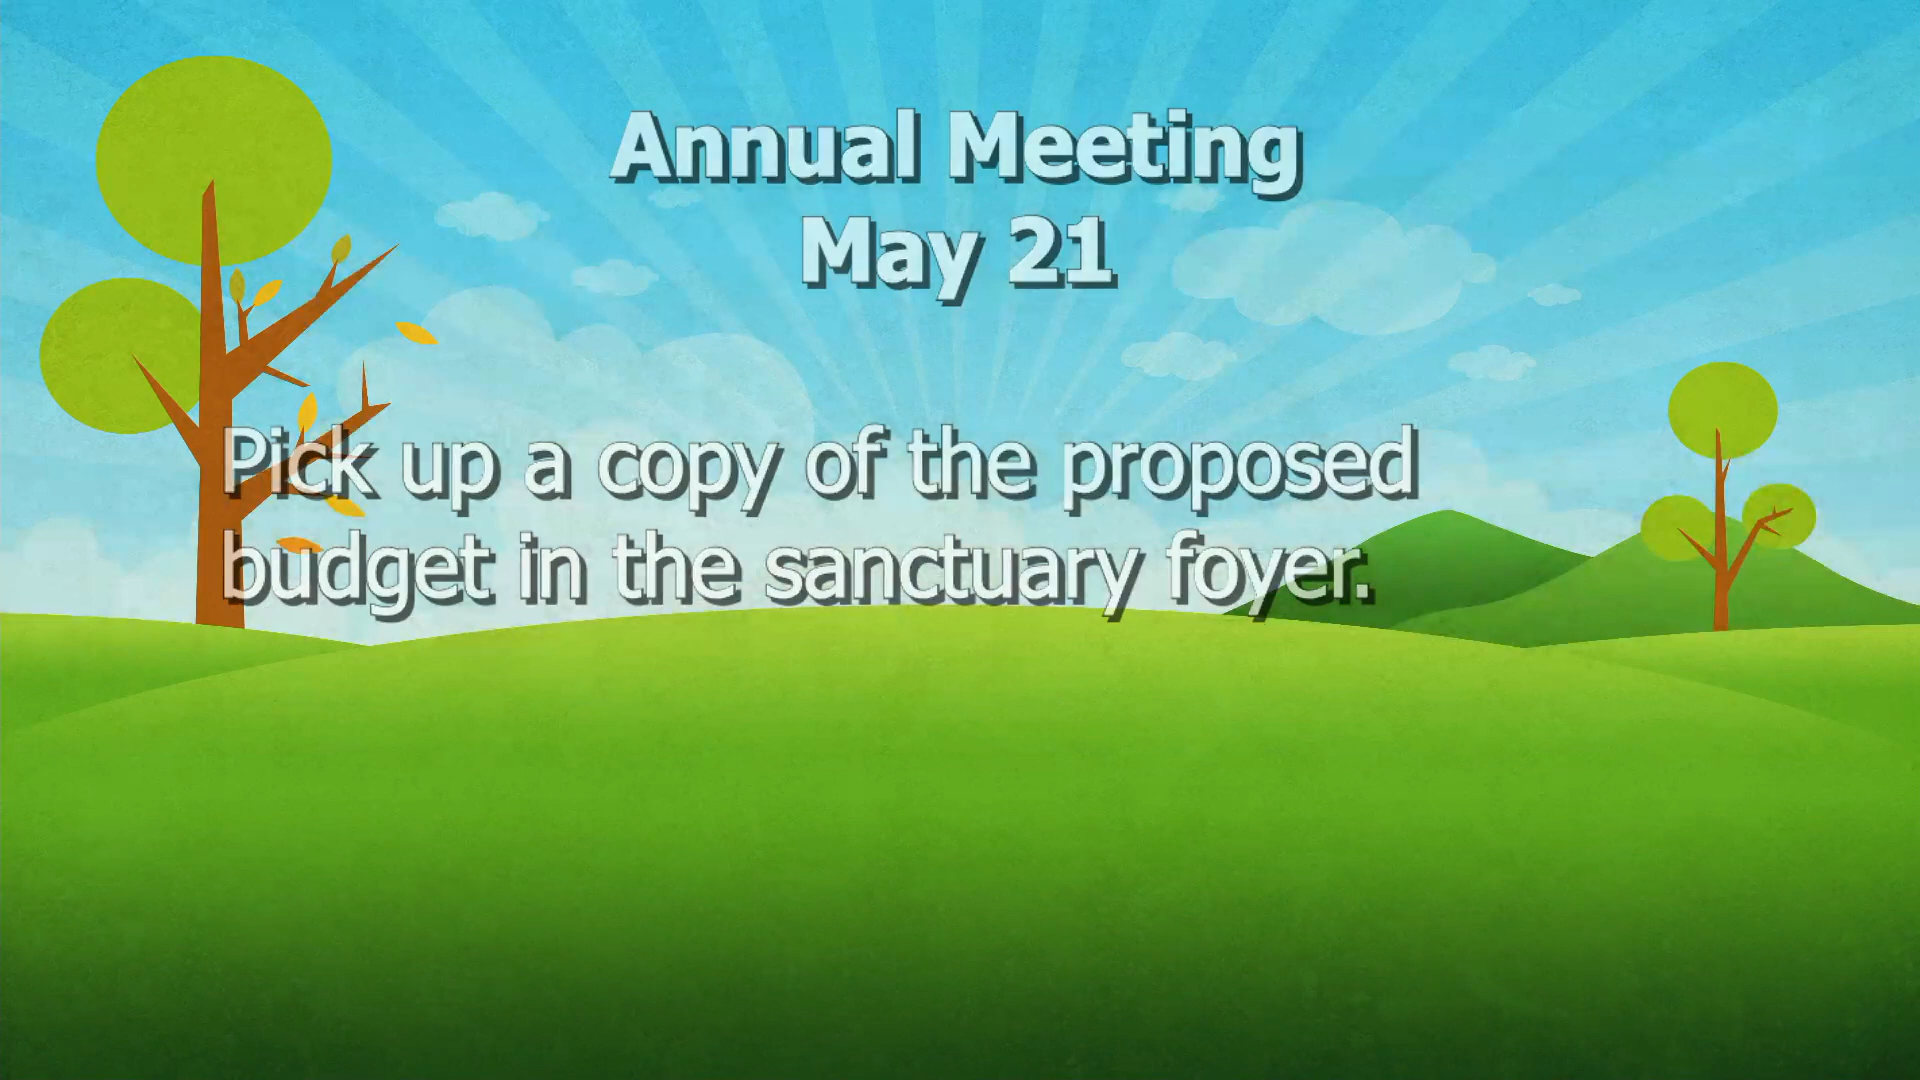 Annual Meeting
May 21
Pick up a copy of the proposed
budget in the sanctuary foyer.